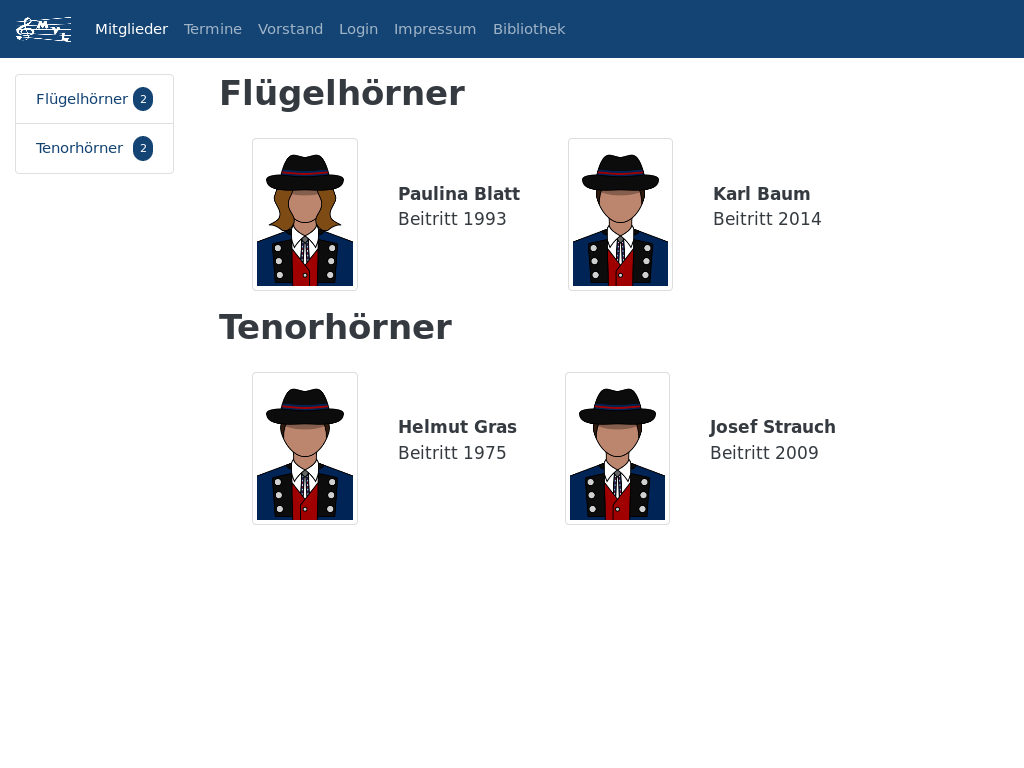 MVL
Mitglieder Termine Vorstand Login Impressum Bibliothek
Flügelhörner 2
Tenorhörner 2
Flügelhörner
Paulina Blatt
Beitritt 1993
Karl Baum
Beitritt 2014
Tenorhörner
Helmut Gras
Beitritt 1975
Josef Strauch
Beitritt 2009